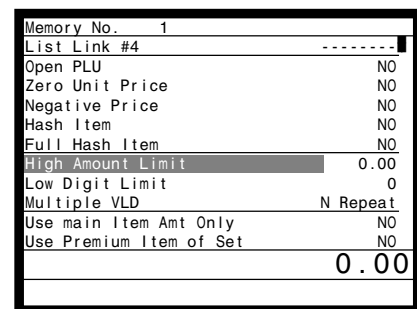 Memory No. 1
List Link #4 --------
Open PLU NO
Zero Unit Price NO
Negative Price NO
Hash Item NO
Full Hash Item NO
High Amount Limit 0.00
Low Digit Limit 0
Multiple VLD N Repeat
Use main Item Amt Only NO
Use Premium Item of Set NO
0.00